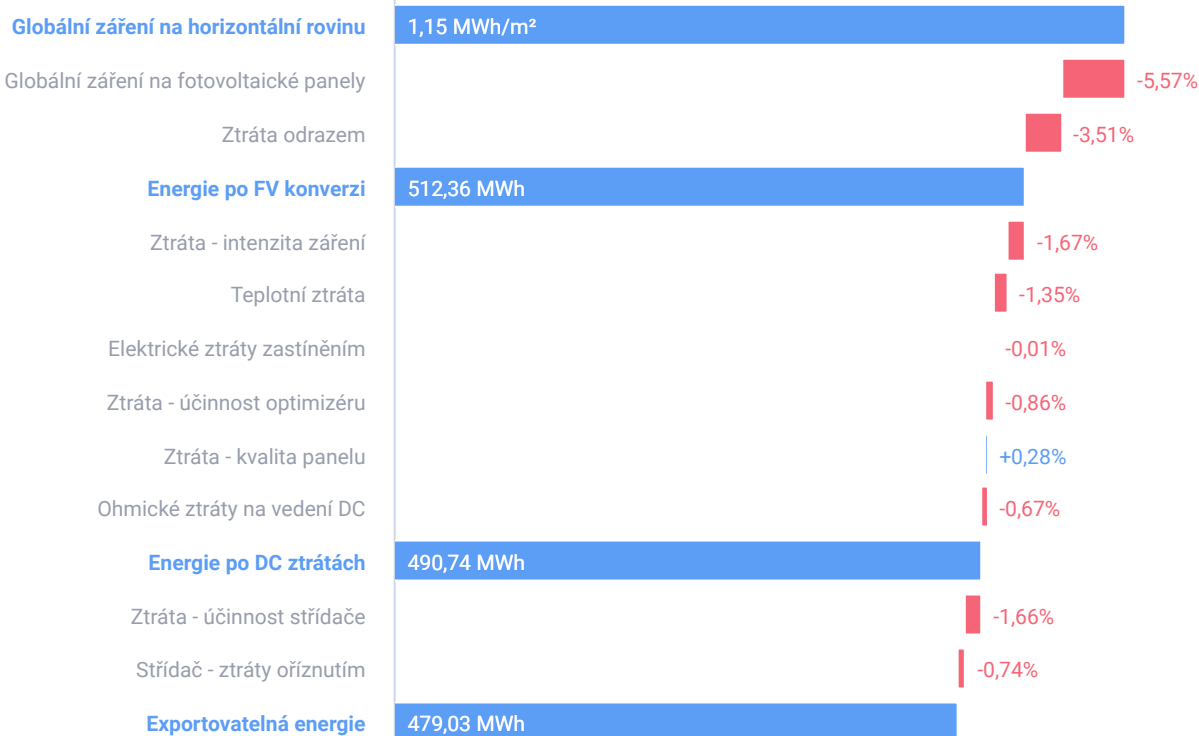 Globální záření na horizontální rovinu 1,15 MWh/m²
Globální záření na fotovoltaické panely -5,57%
Ztráta odrazem -3,51%
Energie po FV konverzi 512,36 MWh
Ztráta - intenzita záření -1,67%
Teplotní ztráta -1,35%
Elektrické ztráty zastíněním -0,01%
Ztráta - účinnost optimizéru -0,86%
Ztráta - kvalita panelu +0,28%
Ohmické ztráty na vedení DC -0,67%
Energie po DC ztrátách 490,74 MWh
Ztráta - účinnost střídače -1,66%
Střídač - ztráty oříznutím -0,74%
Exportovatelná energie 479,03 MWh